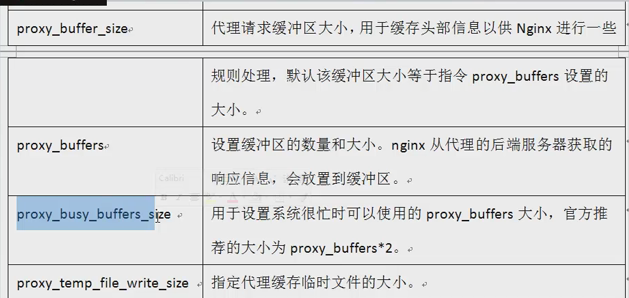 proxy_buffer_size
代理请求缓冲区大小，用于缓存头部信息以供 Nginx 进行一些
规则处理，默认该缓冲区大小等于指令 proxy_buffers 设置的
大小。
proxy_buffers
设置缓冲区的数量和大小。nginx 从代理的后端服务器获取的
响应信息，会放置到缓冲区。
proxy_busy_buffers_size
用于设置系统很忙时可以使用的 proxy_buffers 大小，官方推
荐的大小为 proxy_buffers*2。
proxy_temp_file_write_size
指定代理缓存临时文件的大小。